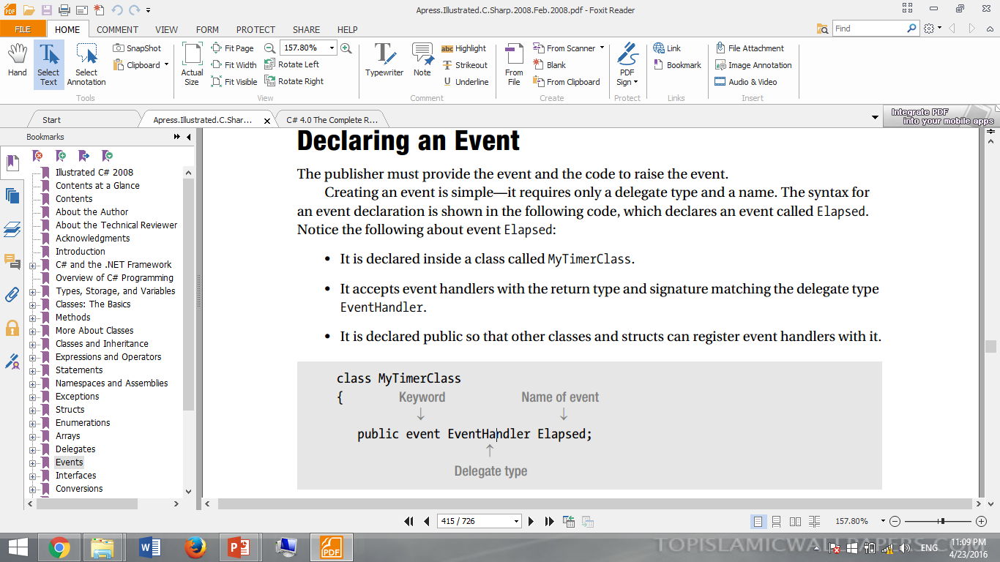 Apress.Illustrated.C.Sharp.2008.Feb.2008.pdf - Foxit Reader
FILE HOME COMMENT VIEW FORM PROTECT SHARE HELP Find
Hand
Select Text
Select Annotation
SnapShot
Clipboard
Tools
Actual Size
Fit Page
Fit Width
Fit Visible
157.80%
Rotate Left
Rotate Right
View
Typewriter
Note
Highlight
Strikeout
Underline
Comment
From File
From Scanner
Blank
From Clipboard
Create
PDF Sign
Protect
Link
Bookmark
Links
File Attachment
Image Annotation
Audio & Video
Insert
Start
Apress.Illustrated.C.Shar...
C# 4.0 The Complete R...
Integrate PDF
into your mobile apps
Bookmarks
Illustrated C# 2008
Contents at a Glance
Contents
About the Author
About the Technical Reviewer
Acknowledgments
Introduction
C# and the .NET Framework
Overview of C# Programming
Types, Storage, and Variables
Classes: The Basics
Methods
More About Classes
Classes and Inheritance
Expressions and Operators
Statements
Namespaces and Assemblies
Exceptions
Structs
Enumerations
Arrays
Delegates
Events
Interfaces
Conversions
Declaring an Event
The publisher must provide the event and the code to raise the event.
Creating an event is simple—it requires only a delegate type and a name. The syntax for
an event declaration is shown in the following code, which declares an event called Elapsed.
Notice the following about event Elapsed:
• It is declared inside a class called MyTimerClass.
• It accepts event handlers with the return type and signature matching the delegate type
EventHandler.
• It is declared public so that other classes and structs can register event handlers with it.
class MyTimerClass
{ Keyword Name of event
public event EventHandler Elapsed;
Delegate type
415 / 726
157.80%
TOPISLAMICWALLPAPERS.COM
ENG
11:09 PM
4/23/2016